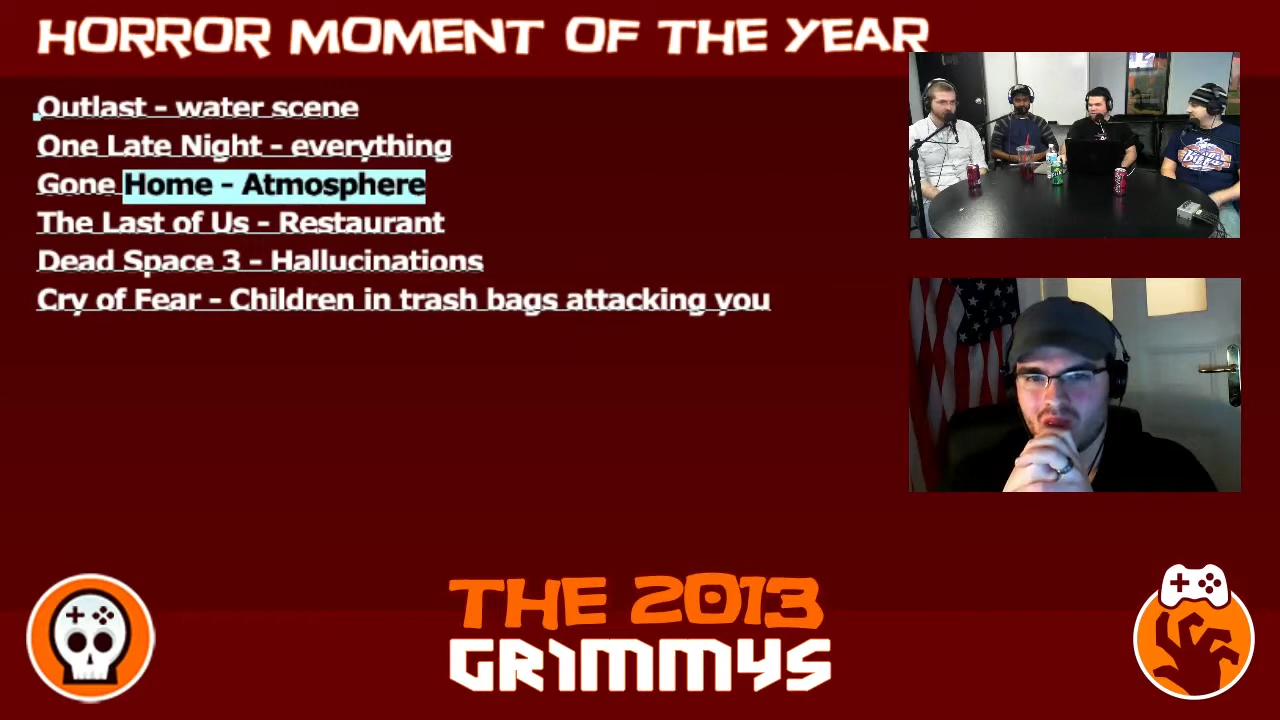 HORROR MOMENT OF THE YEAR
Outlast - water scene
One Late Night - everything
Gone Home - Atmosphere
The Last of Us - Restaurant
Dead Space 3 - Hallucinations
Cry of Fear - Children in trash bags attacking you
THE 2013
GR1MMYS